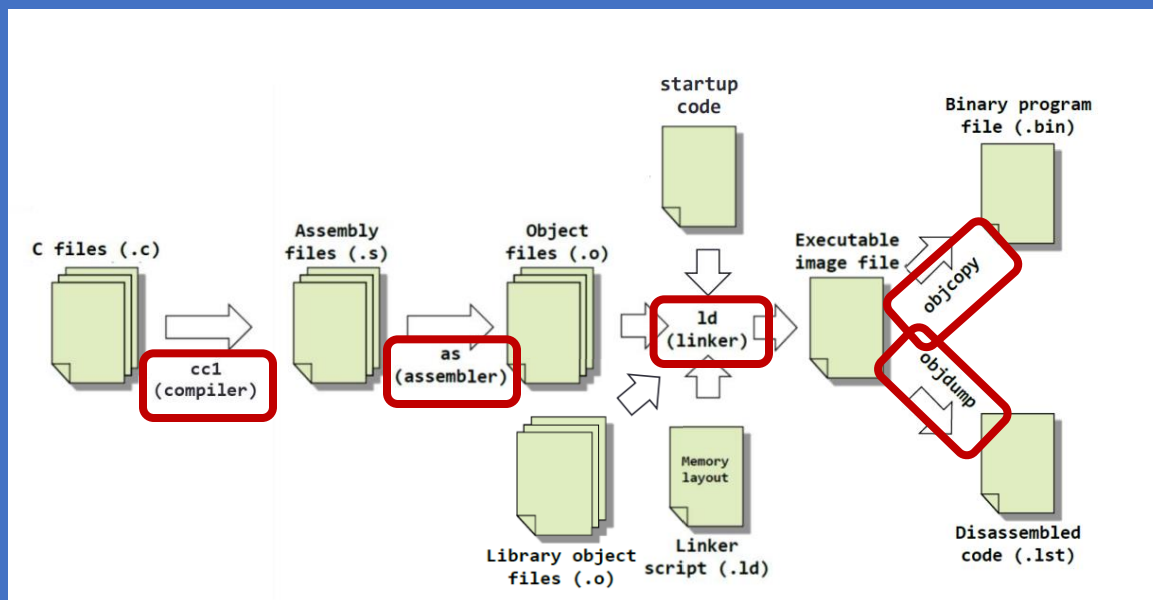 startup
code
Binary program
file (.bin)
C files (.c)
Assembly
files (.s)
Object
files (.o)
Executable
image file
objcopy
ld
(linker)
cc1
(compiler)
as
(assembler)
objdump
Memory
layout
Library object
files (.o)
Linker
script (.ld)
Disassembled
code (.lst)